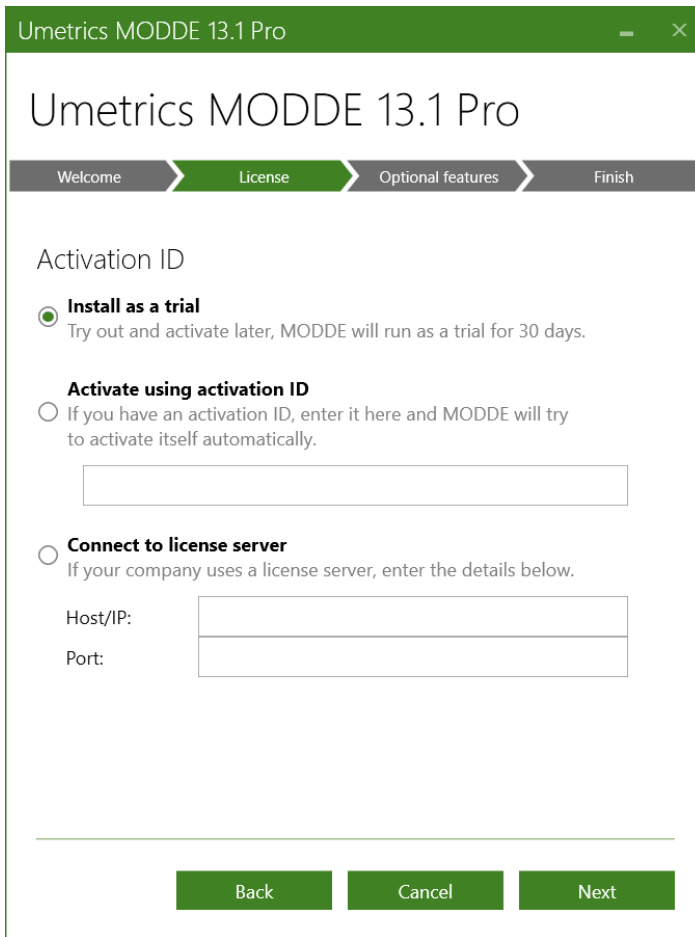 Umetrics MODDE 13.1 Pro
Umetrics MODDE 13.1 Pro
Welcome
License
Optional features
Finish
Activation ID
Install as a trial
Try out and activate later, MODDE will run as a trial for 30 days.
Activate using activation ID
If you have an activation ID, enter it here and MODDE will try
to activate itself automatically.
Connect to license server
If your company uses a license server, enter the details below.
Host/IP:
Port:
Back
Cancel
Next